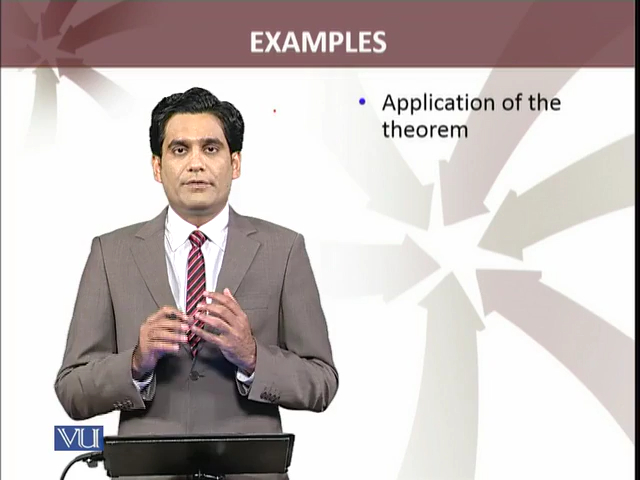 EXAMPLES
• Application of the
theorem
VU